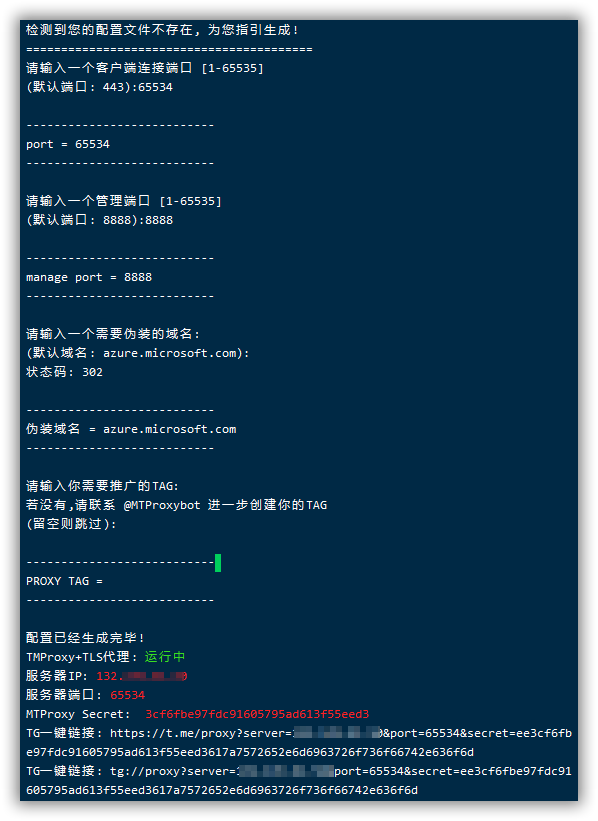 检测到您的配置文件不存在, 为您指引生成!
=========================================
请输入一个客户端连接端口 [1-65535]
(默认端口: 443):65534
---------------------------
port = 65534
---------------------------
请输入一个管理端口 [1-65535]
(默认端口: 8888):8888
---------------------------
manage port = 8888
---------------------------
请输入一个需要伪装的域名:
(默认域名: azure.microsoft.com):
状态码: 302
---------------------------
伪装域名 = azure.microsoft.com
---------------------------
请输入你需要推广的TAG:
若没有,请联系 @MTProxybot 进一步创建你的TAG
(留空则跳过):
---------------------------
PROXY TAG =
---------------------------
配置已经生成完毕!
TMProxy+TLS代理: 运行中
服务器IP: 132.
服务器端口: 65534
MTProxy Secret: 3cf6fbe97fdc91605795ad613f55eed3
TG一键链接: https://t.me/proxy?server= &port=65534&secret=ee3cf6fb
e97fdc91605795ad613f55eed3617a7572652e6d6963726f736f66742e636f6d
TG一键链接: tg://proxy?server= port=65534&secret=ee3cf6fbe97fdc91
605795ad613f55eed3617a7572652e6d6963726f736f66742e636f6d